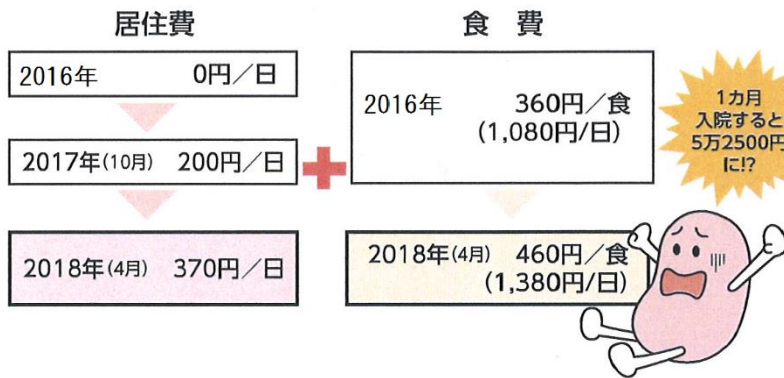 居住費
2016年 0円／日
2017年(10月) 200円／日
2018年(4月) 370円／日
食 費
2016年 360円／食
(1,080円/日)
2018年(4月) 460円／食
(1,380円/日)
1カ月
入院すると
5万2500円
に!?